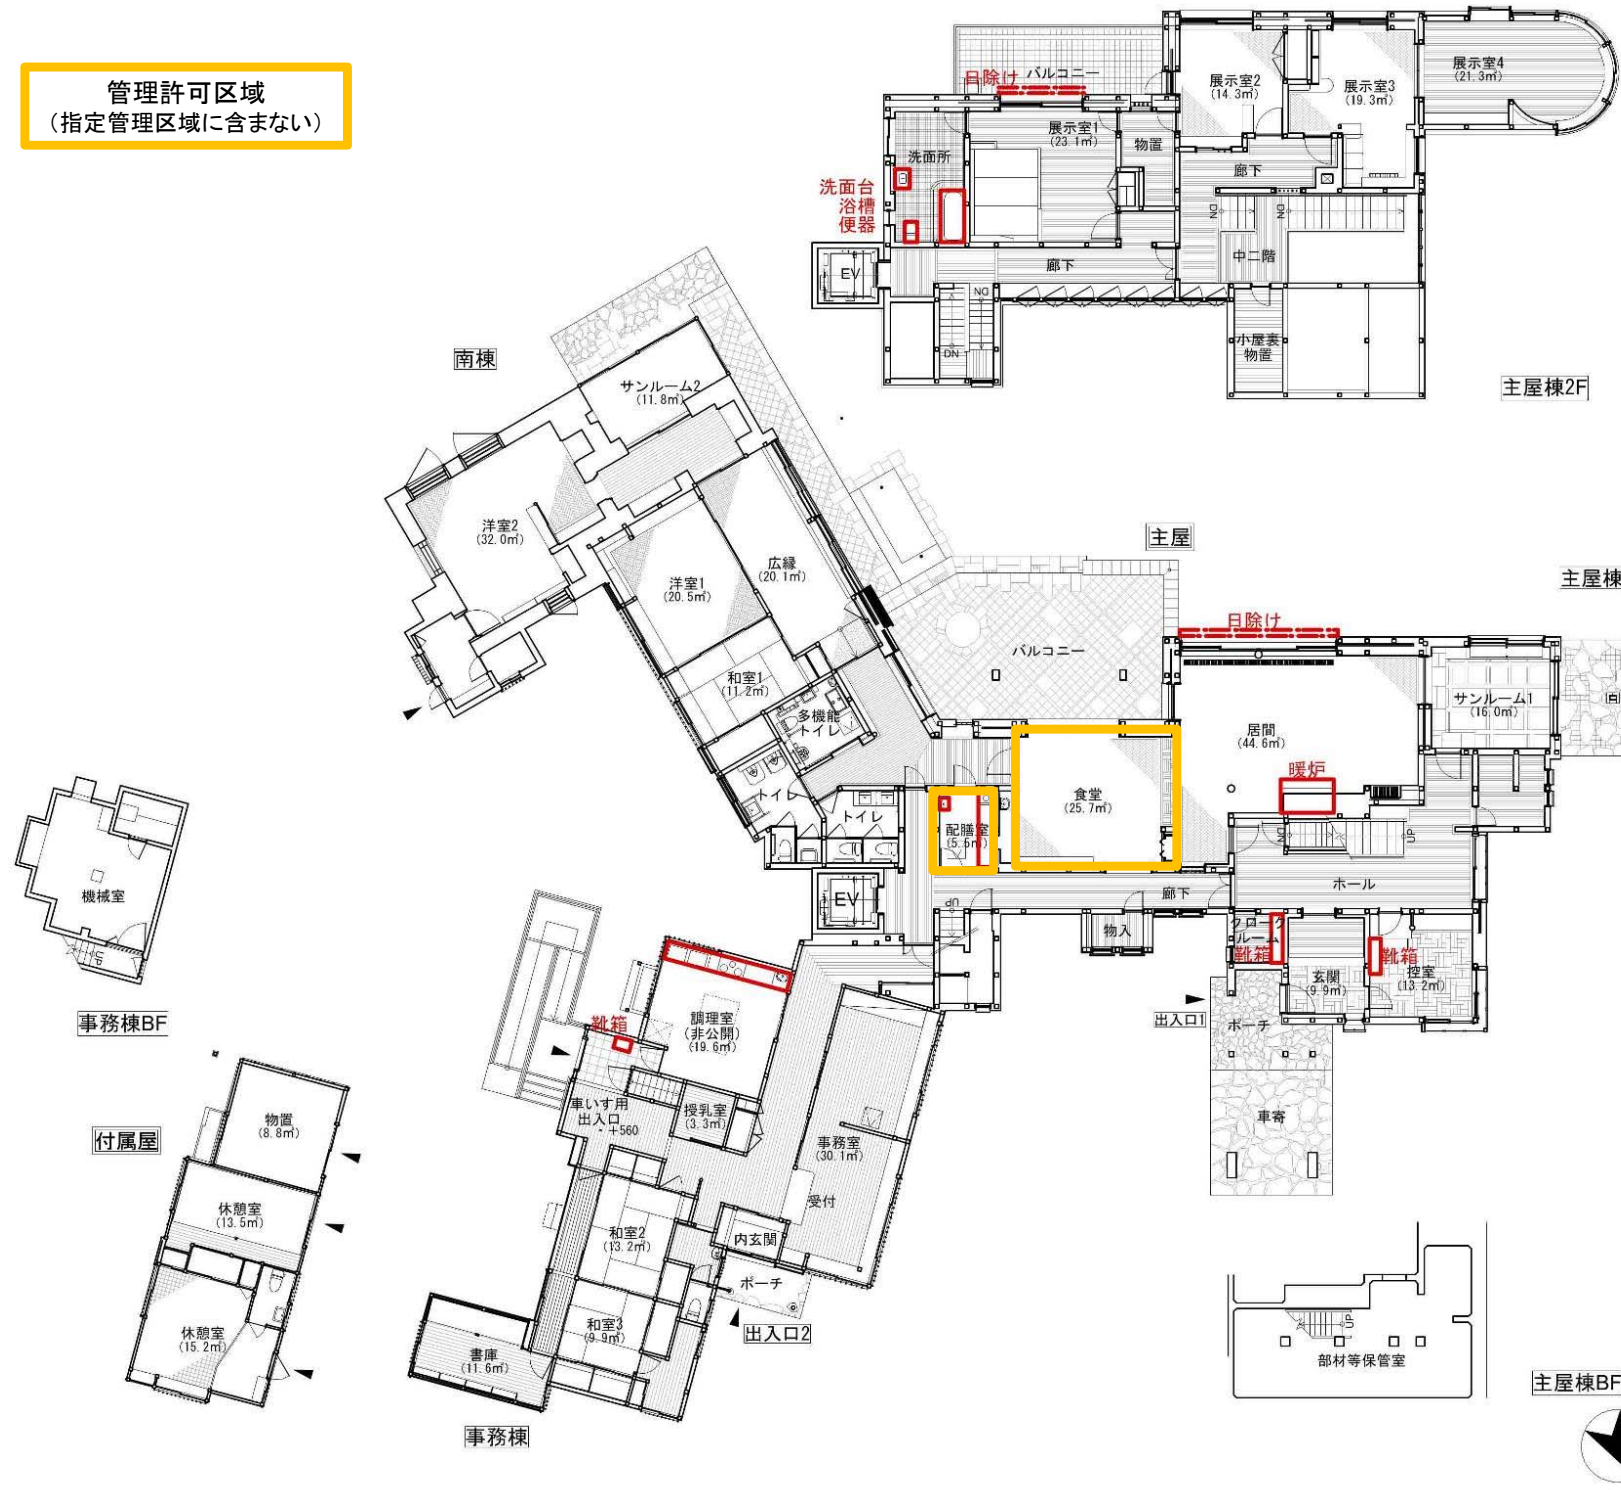 管理許可区域
（指定管理区域に含まない）
日除け
バルコニー
展示室2
(14.3㎡)
展示室3
(19.3㎡)
展示室4
(21.3㎡)
展示室1
(23.1㎡)
物置
洗面所
廊下
洗面台
浴槽
便器
DN
DN
中二階
EV
廊下
DN
DN
小屋裏
物置
主屋棟2F
南棟
サンルーム2
(11.8㎡)
洋室2
(32.0㎡)
広縁
(20.1㎡)
洋室1
(20.5㎡)
主屋
主屋棟
日除け
バルコニー
和室1
(11.2㎡)
サンルーム1
(16.0㎡)
多機能
トイレ
居間
(44.6㎡)
暖炉
食堂
(25.7㎡)
トイレ
トイレ
配膳室
(5.6㎡)
DN
UP
機械室
UP
事務棟BF
EV
UP
廊下
ホール
物入
クローク
ルーム
靴箱
玄関
(9.9㎡)
靴箱
控室
(13.2㎡)
出入口1
ポーチ
車寄
調理室
(非公開)
(19.6㎡)
靴箱
車いす用
出入口
+560
授乳室
(3.3㎡)
事務室
(30.1㎡)
受付
付属屋
物置
(8.8㎡)
休憩室
(13.5㎡)
休憩室
(15.2㎡)
和室2
(13.2㎡)
内玄関
ポーチ
出入口2
和室3
(9.9㎡)
書庫
(11.6㎡)
事務棟
UP
部材等保管室
主屋棟BF